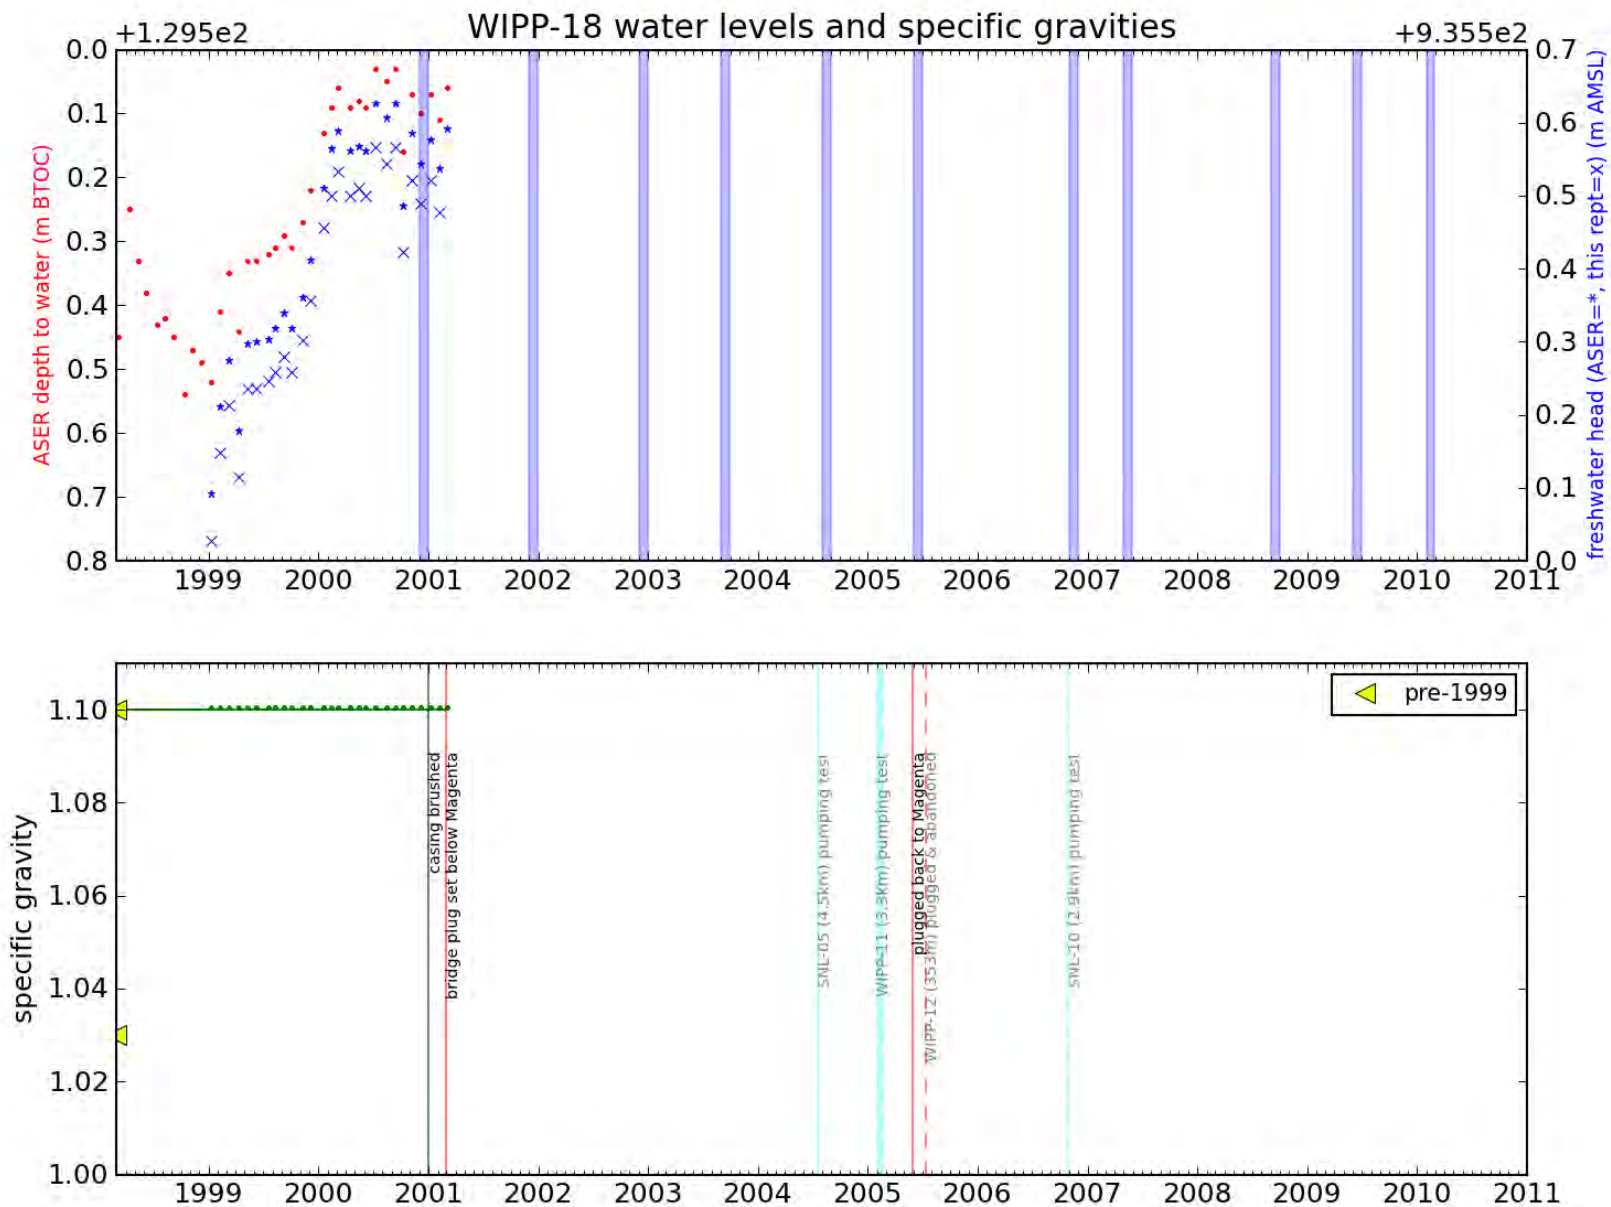 WIPP-18 water levels and specific gravities
+1.295e2
+9.355e2
0.0
0.1
0.2
0.3
0.4
0.5
0.6
0.7
0.8
ASER depth to water (m BTOC)
0.7
0.6
0.5
0.4
0.3
0.2
0.1
0.0
freshwater head (ASER=*, this rept=x) (m AMSL)
1999 2000 2001 2002 2003 2004 2005 2006 2007 2008 2009 2010 2011
specific gravity
1.10
1.08
1.06
1.04
1.02
1.00
pre-1999
casing brushed
bridge plug set below Magenta
SNL-05 (4.5km) pumping test
WIPP-11 (3.3km) pumping test
plugged back to Magenta
WIPP-12 (353m) plugged & abandoned
SNL-10 (2.9km) pumping test
1999 2000 2001 2002 2003 2004 2005 2006 2007 2008 2009 2010 2011